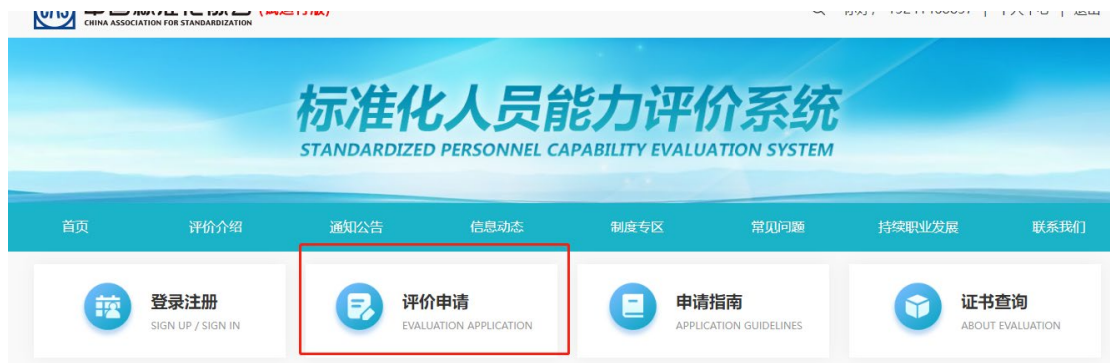 CHINA ASSOCIATION FOR STANDARDIZATION
标准化人员能力评价系统
STANDARDIZED PERSONNEL CAPABILITY EVALUATION SYSTEM
首页 评价介绍 通知公告 信息动态 制度专区 常见问题 持续职业发展 联系我们
登录注册 评价申请 申请指南 证书查询
SIGN UP / SIGN IN EVALUATION APPLICATION APPLICATION GUIDELINES ABOUT EVALUATION